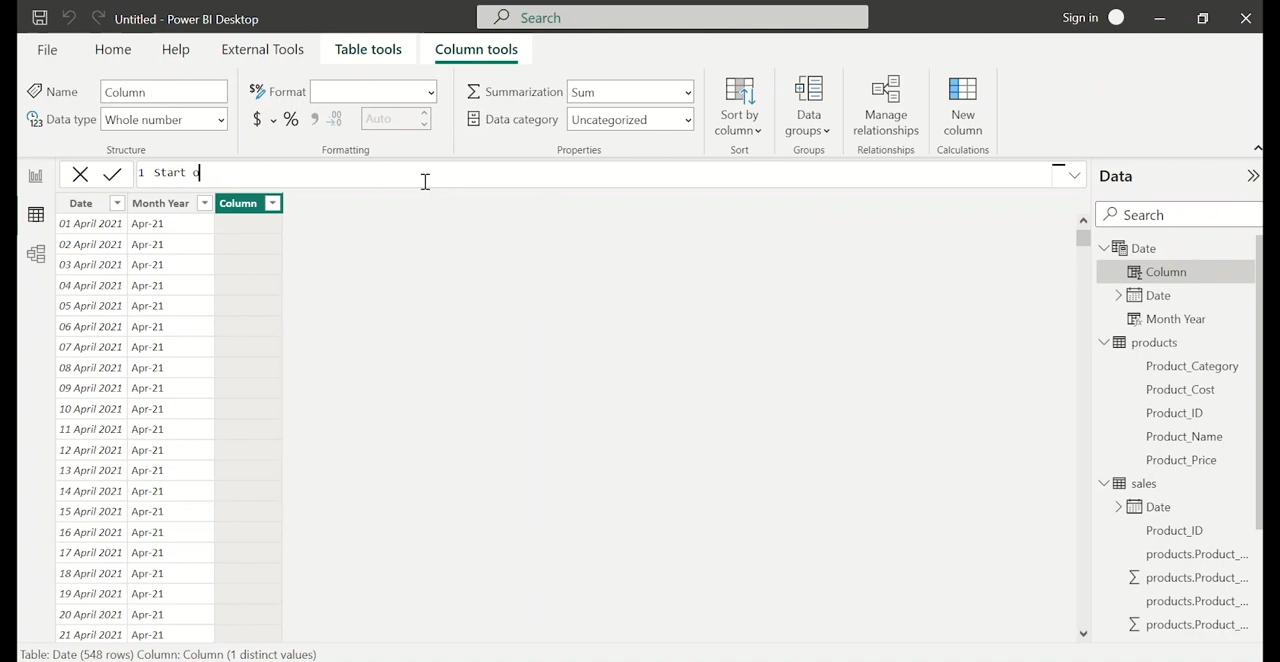 Untitled - Power BI Desktop
Search
Sign in
File Home Help External Tools Table tools Column tools
Name Column
Data type Whole number
Structure
Format
$ % , .00 Auto
Formatting
Summarization Sum
Data category Uncategorized
Properties
Sort by column
Sort
Data groups
Groups
Manage relationships
Relationships
New column
Calculations
1 Start o
Date Month Year Column
01 April 2021 Apr-21
02 April 2021 Apr-21
03 April 2021 Apr-21
04 April 2021 Apr-21
05 April 2021 Apr-21
06 April 2021 Apr-21
07 April 2021 Apr-21
08 April 2021 Apr-21
09 April 2021 Apr-21
10 April 2021 Apr-21
11 April 2021 Apr-21
12 April 2021 Apr-21
13 April 2021 Apr-21
14 April 2021 Apr-21
15 April 2021 Apr-21
16 April 2021 Apr-21
17 April 2021 Apr-21
18 April 2021 Apr-21
19 April 2021 Apr-21
20 April 2021 Apr-21
21 April 2021 Apr-21
Data
Search
Date
Column
Date
Month Year
products
Product_Category
Product_Cost
Product_ID
Product_Name
Product_Price
sales
Date
Product_ID
products.Product_...
products.Product_...
products.Product_...
products.Product_...
Table: Date (548 rows) Column: Column (1 distinct values)